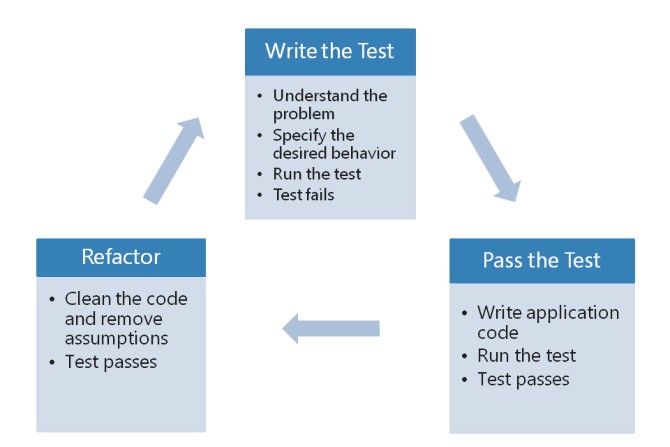 Write the Test
• Understand the
problem
• Specify the
desired behavior
• Run the test
• Test fails
Pass the Test
• Write application
code
• Run the test
• Test passes
Refactor
• Clean the code
and remove
assumptions
• Test passes